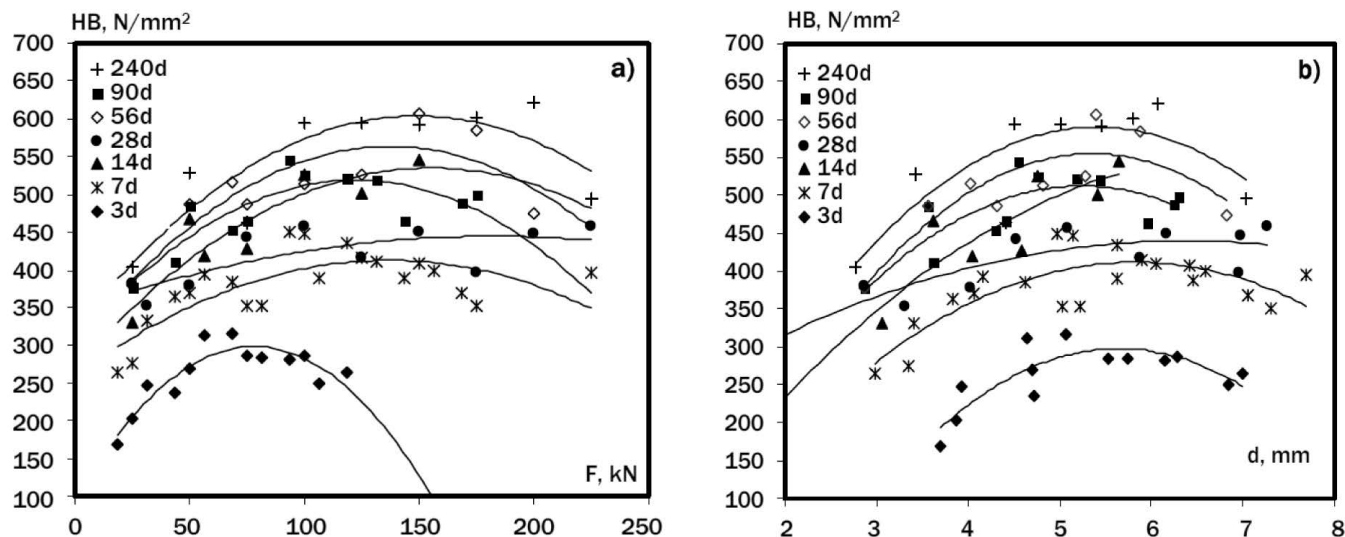 HB, N/mm²
700
600
550
500
450
400
350
300
250
200
150
100
0
50
100
150
200
250
a)
+ 240d
■ 90d
◇ 56d
● 28d
▲ 14d
ж 7d
◆ 3d
F, kN
HB, N/mm²
700
650
600
550
500
450
400
350
300
250
200
150
100
2
3
4
5
6
7
8
b)
+ 240d
■ 90d
◇ 56d
● 28d
▲ 14d
ж 7d
◆ 3d
d, mm